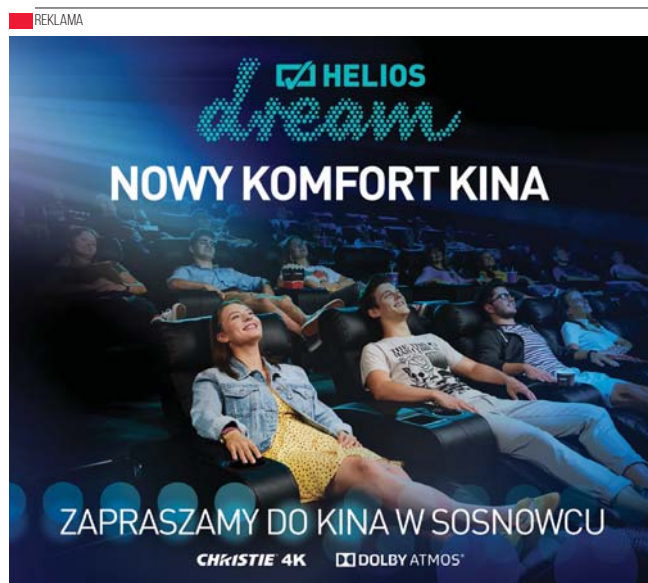 REKLAMA
HELIOS
dream
NOWY KOMFORT KINA
ZAPRASZAMY DO KINA W SOSNOWCU
CHRISTIE 4K DOLBY ATMOS®